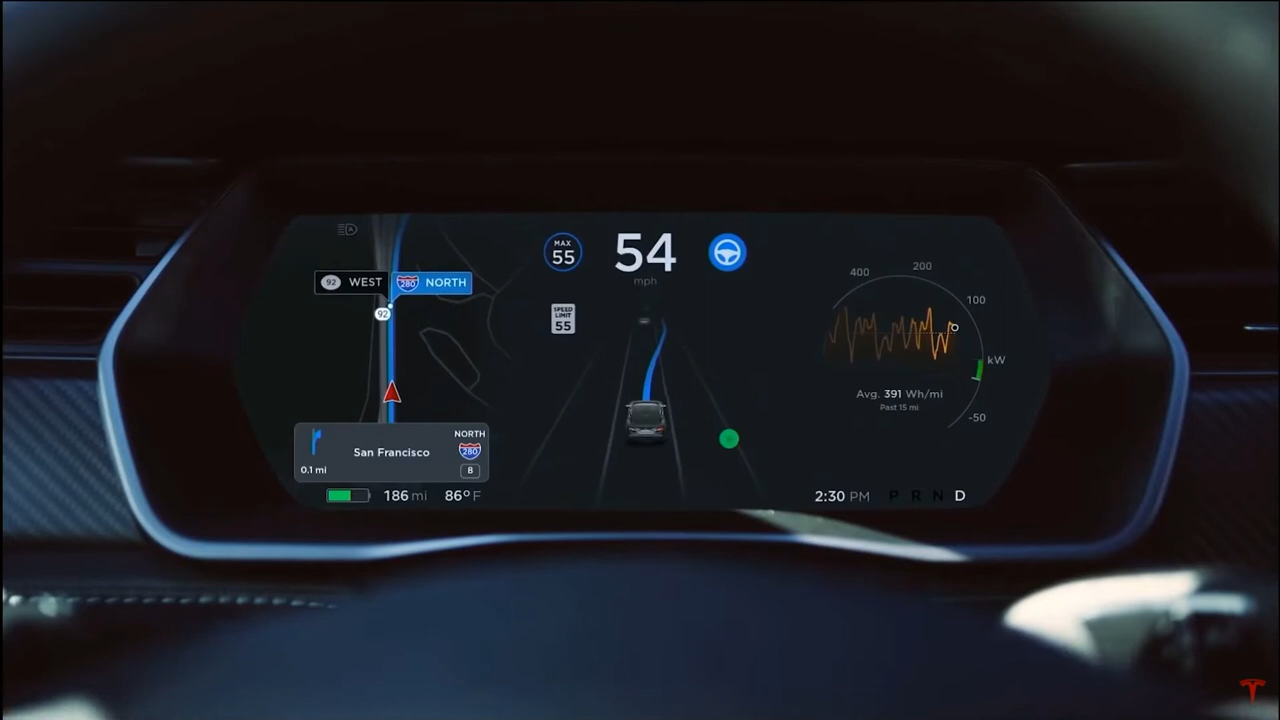 92 WEST
280 NORTH
92
San Francisco
NORTH
280
8
0.1 mi
186 mi
86° F
MAX
55
54
mph
SPEED
LIMIT
55
400
200
100
kW
-50
Avg. 391 Wh/mi
Past 15 mi
2:30 PM
P R N D